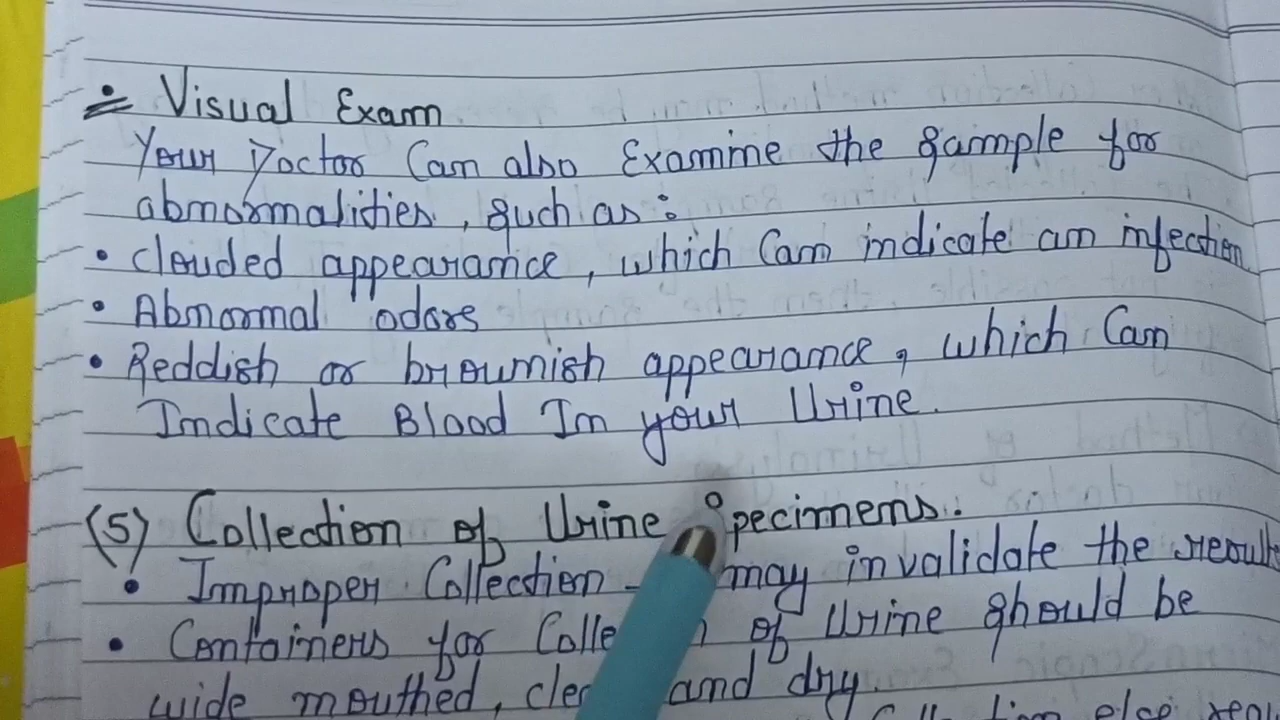 Visual Exam
Your Doctor Can also Examine the sample for
abnormalities, such as:
• Clouded appearance, which Can indicate an infection
• Abnormal odors
• Reddish or brownish appearance, which Can
Indicate Blood In your Urine.
(5) Collection of Urine Specimens.
• Improper Collection - may invalidate the result
• Containers for Colle of Urine should be
wide mouthed, cle and dry.
else